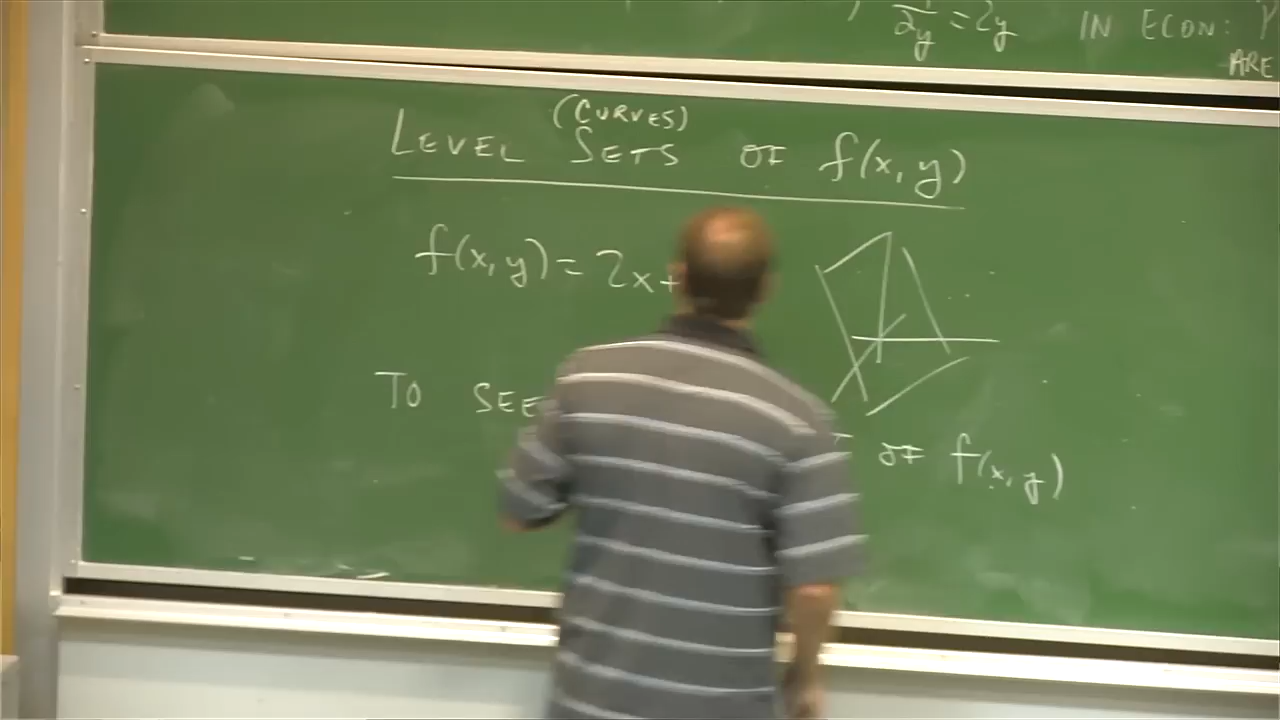 ∂y = 2y IN ECON:
ARE
(CURVES)
LEVEL SETS OF f(x, y)
f(x, y) = 2x+
TO SEE
OF f(x, y)